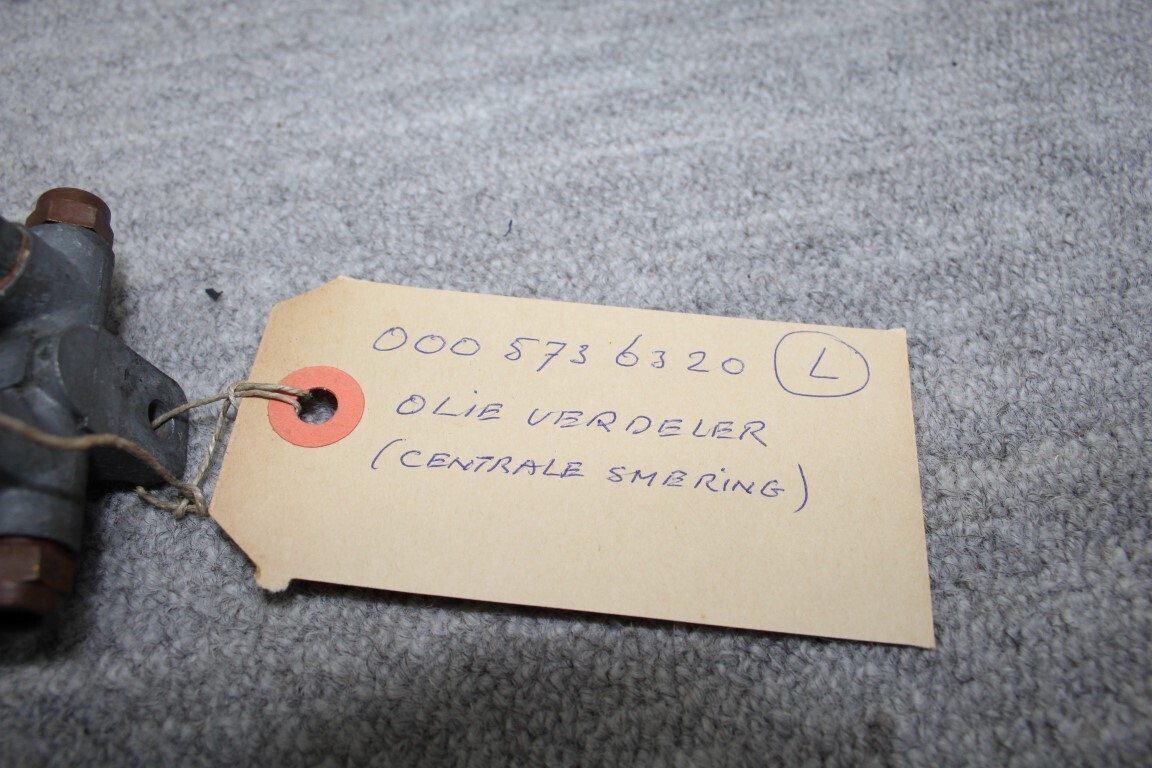 000 573 6320 L
OLIE VERDELER
(CENTRALE SMERING)